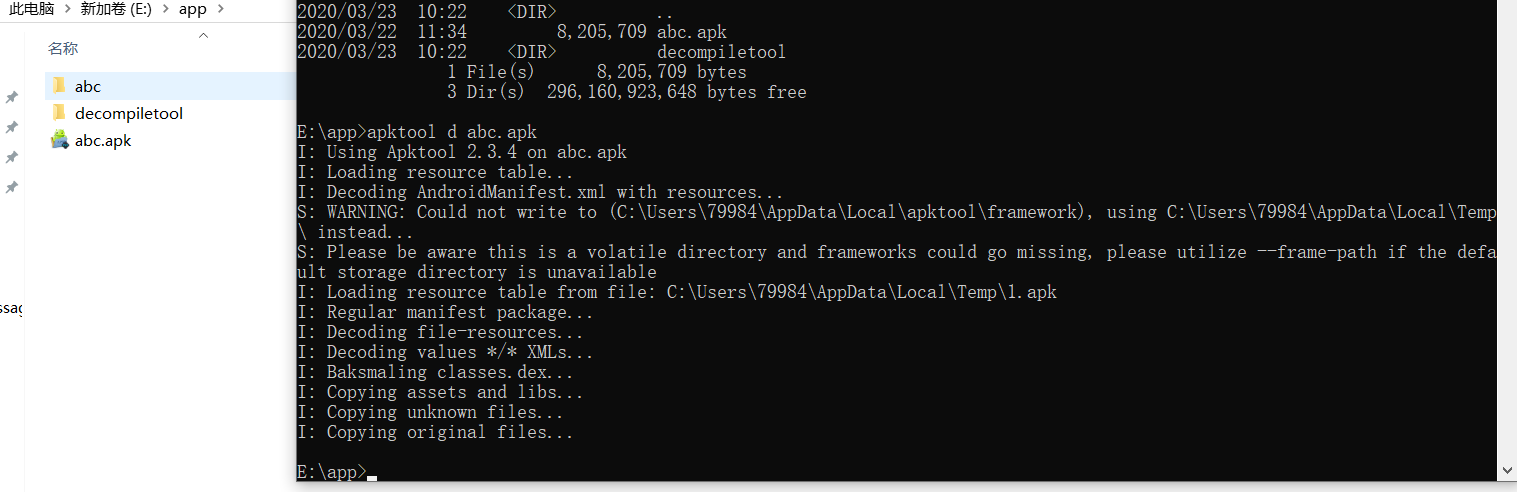 此电脑 > 新加卷 (E:) > app >
名称
abc
decompiletool
abc.apk
2020/03/23  10:22    <DIR>          ..
2020/03/22  11:34         8,205,709 abc.apk
2020/03/23  10:22    <DIR>          decompiletool
1 File(s)      8,205,709 bytes
3 Dir(s)  296,160,923,648 bytes free
E:\app>apktool d abc.apk
I: Using Apktool 2.3.4 on abc.apk
I: Loading resource table...
I: Decoding AndroidManifest.xml with resources...
S: WARNING: Could not write to (C:\Users\79984\AppData\Local\apktool\framework), using C:\Users\79984\AppData\Local\Temp
\ instead...
S: Please be aware this is a volatile directory and frameworks could go missing, please utilize --frame-path if the defa
ult storage directory is unavailable
I: Loading resource table from file: C:\Users\79984\AppData\Local\Temp\1.apk
I: Regular manifest package...
I: Decoding file-resources...
I: Decoding values */* XMLs...
I: Baksmaling classes.dex...
I: Copying assets and libs...
I: Copying unknown files...
I: Copying original files...
E:\app>